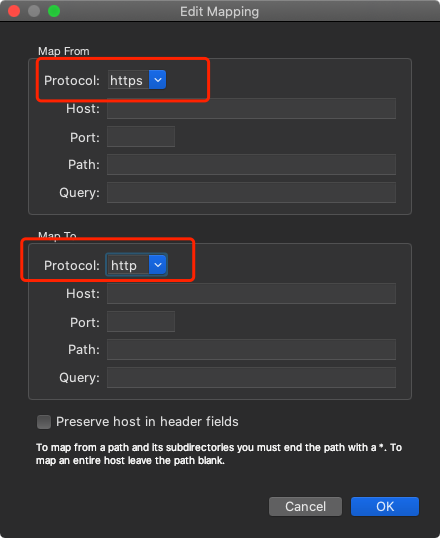 Edit Mapping
Map From
Protocol: https
Host:
Port:
Path:
Query:
Map To
Protocol: http
Host:
Port:
Path:
Query:
Preserve host in header fields
To map from a path and its subdirectories you must end the path with a *. To
map an entire host leave the path blank.
Cancel OK